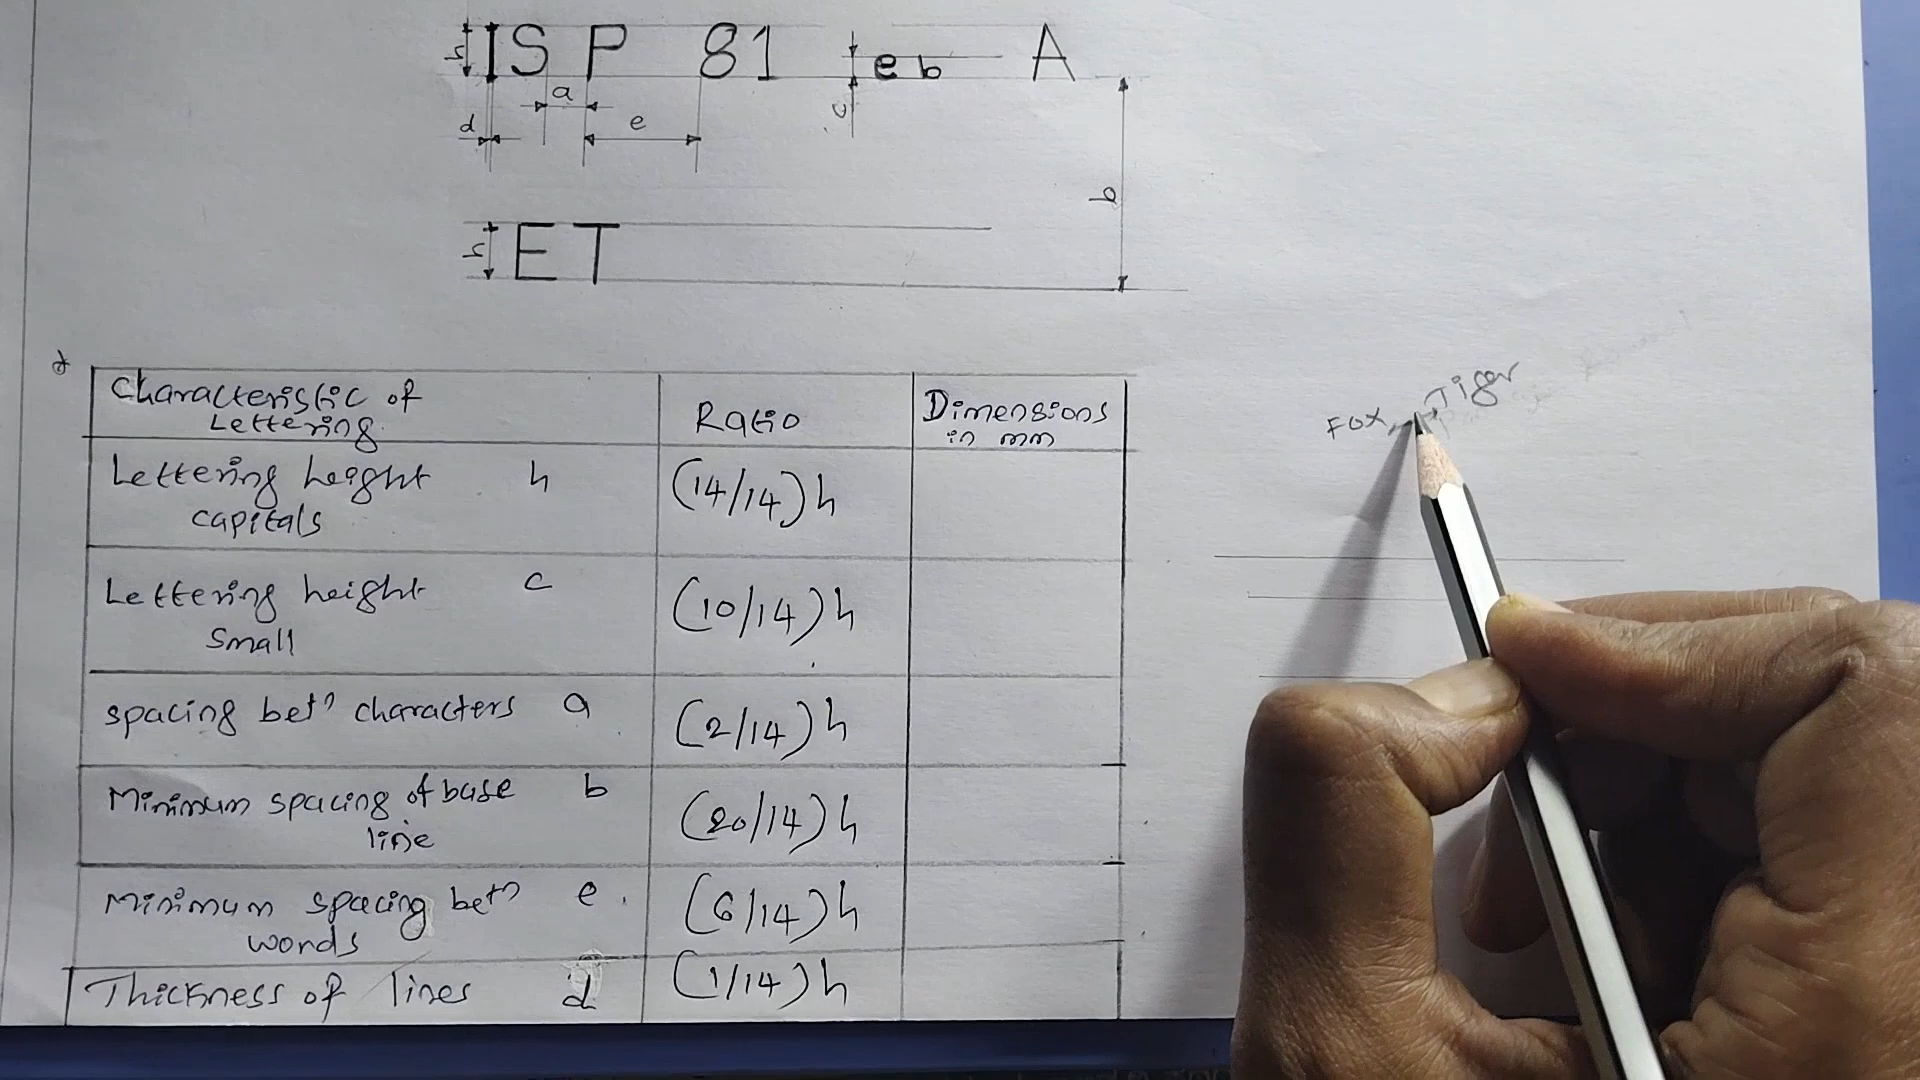 h ISP 81 eb A
a
d e c
b
h ET
Characteristic of
Lettering.
Ratio
Dimensions
in mm
Lettering height h
capitals
(14/14)h
Lettering height c
small
(10/14)h
spacing betⁿ characters a
(2/14)h
Minimum spacing of base b
line
(20/14)h
Minimum spacing betⁿ e.
words
(6/14)h
Thickness of lines d
(1/14)h
Fox, Tiger